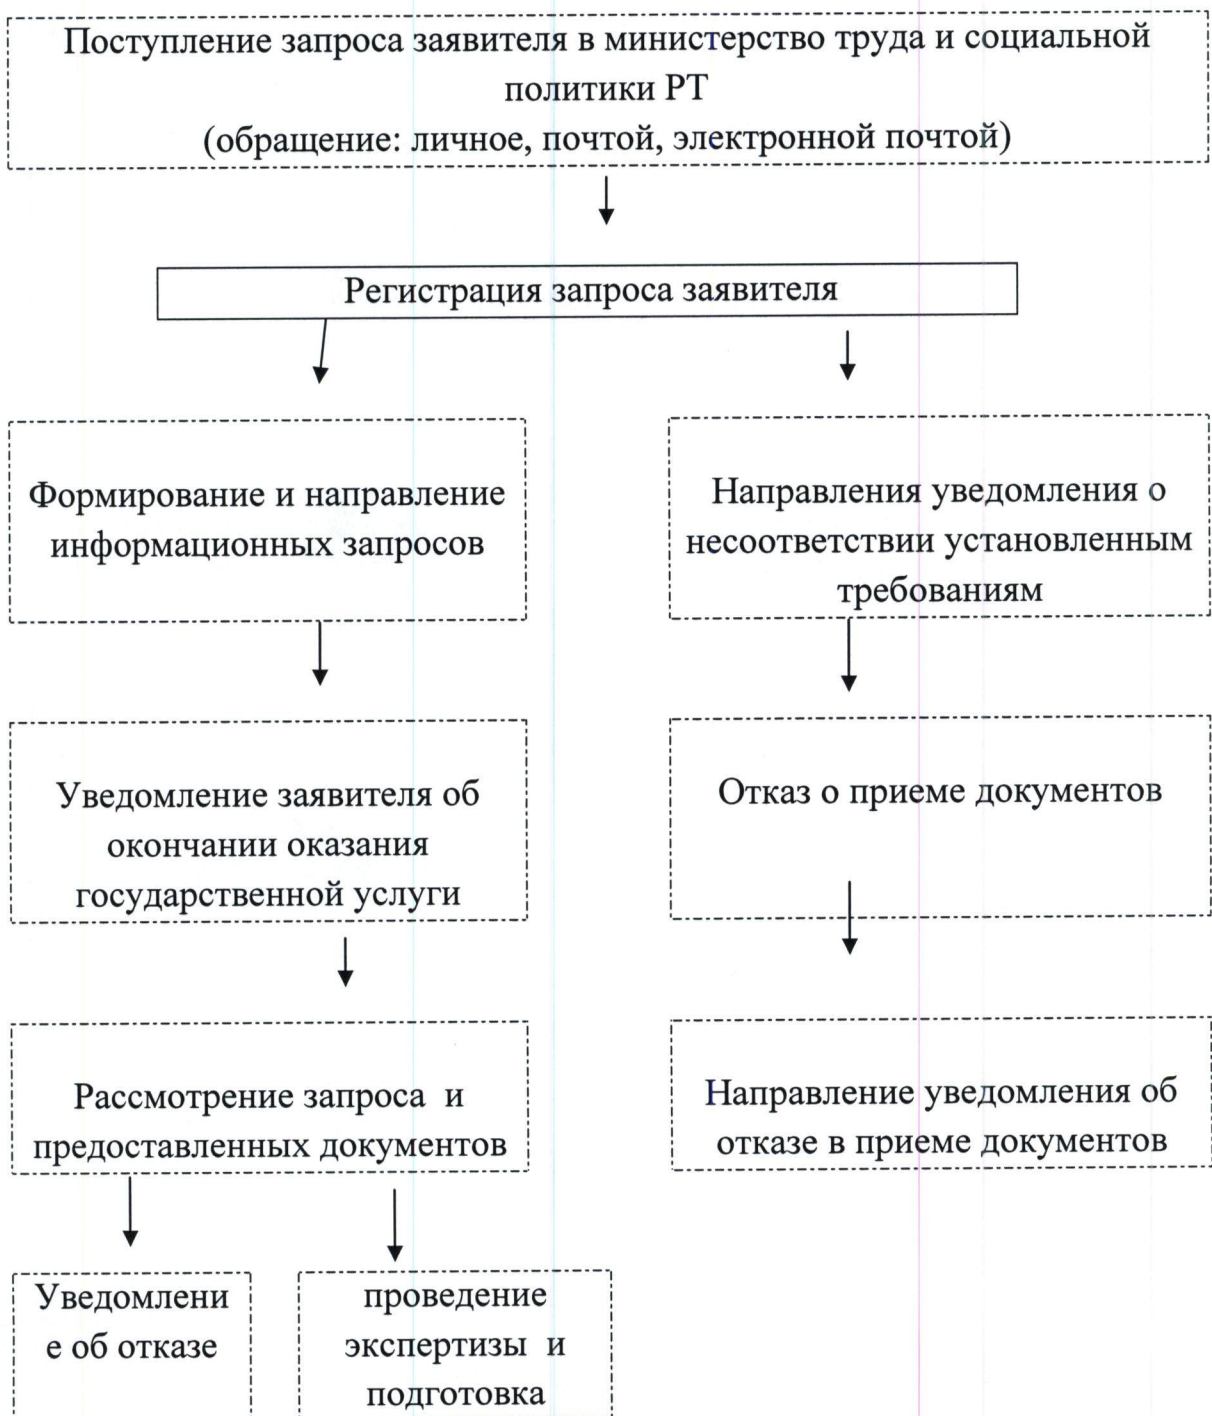 Поступление запроса заявителя в министерство труда и социальной
политики РТ
(обращение: личное, почтой, электронной почтой)
Регистрация запроса заявителя
Формирование и направление
информационных запросов
Направления уведомления о
несоответствии установленным
требованиям
Уведомление заявителя об
окончании оказания
государственной услуги
Отказ о приеме документов
Рассмотрение запроса и
предоставленных документов
Направление уведомления об
отказе в приеме документов
Уведомлени
е об отказе
проведение
экспертизы и
подготовка